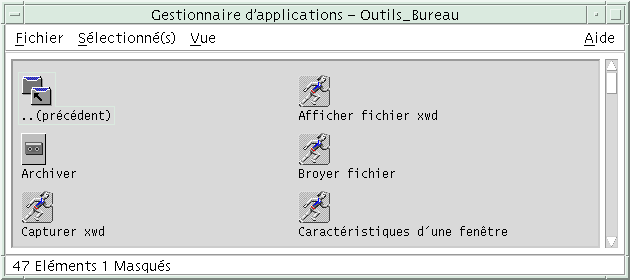 Gestionnaire d'applications – Outils_Bureau
Fichier Sélectionné(s) Vue Aide
..(précédent) Afficher fichier xwd
Archiver Broyer fichier
Capturer xwd Caractéristiques d´une fenêtre
47 Eléments 1 Masqués